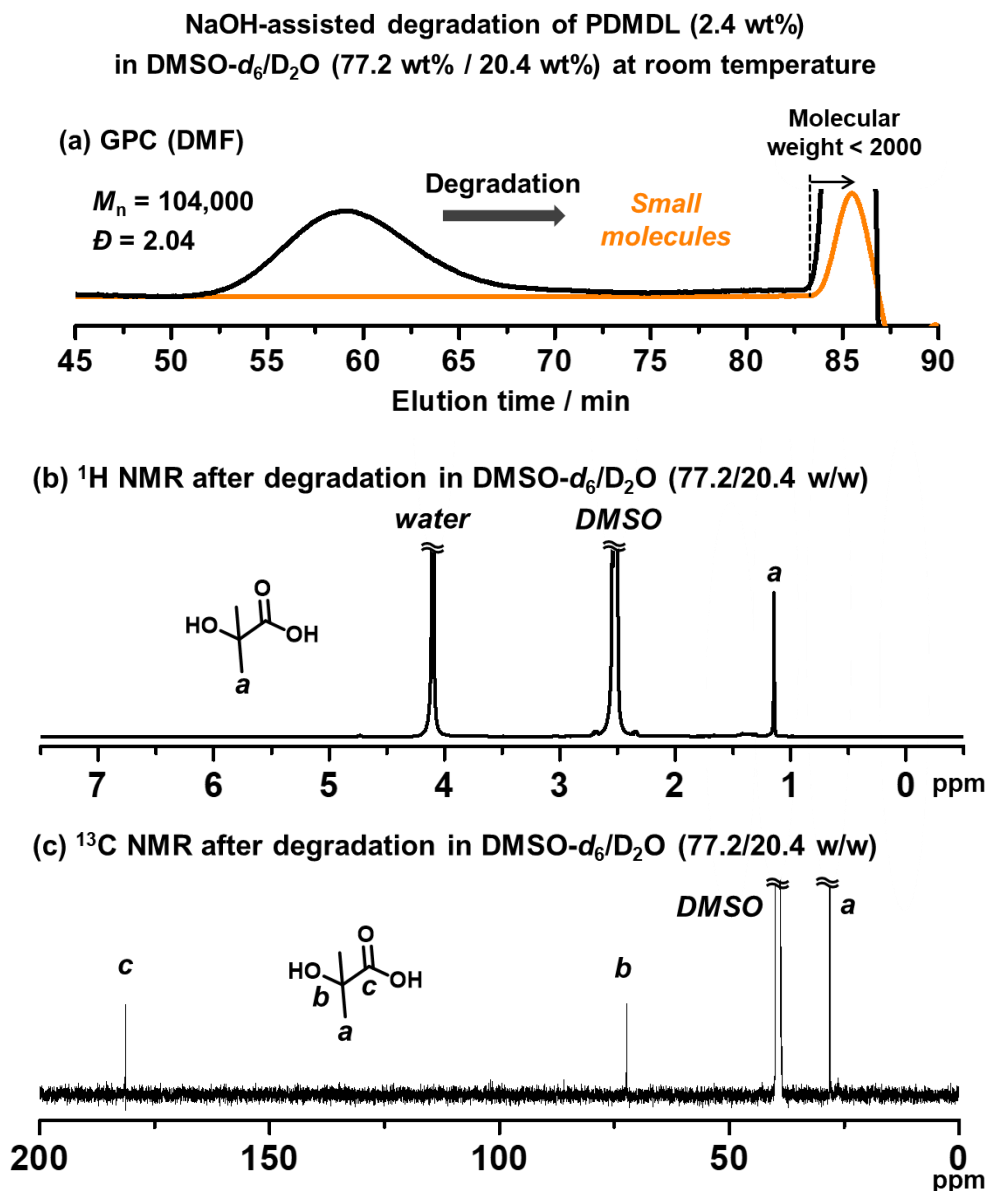 NaOH-assisted degradation of PDMDL (2.4 wt%)
in DMSO-d6/D2O (77.2 wt% / 20.4 wt%) at room temperature
(a) GPC (DMF)
Molecular
weight < 2000
Mn = 104,000
Đ = 2.04
Degradation
Small
molecules
45 50 55 60 65 70 75 80 85 90
Elution time / min
(b) 1H NMR after degradation in DMSO-d6/D2O (77.2/20.4 w/w)
water DMSO
a
O
HO OH
a
7 6 5 4 3 2 1 0 ppm
(c) 13C NMR after degradation in DMSO-d6/D2O (77.2/20.4 w/w)
DMSO a
c b
O
HO OH
b c
a
200 150 100 50 0
ppm